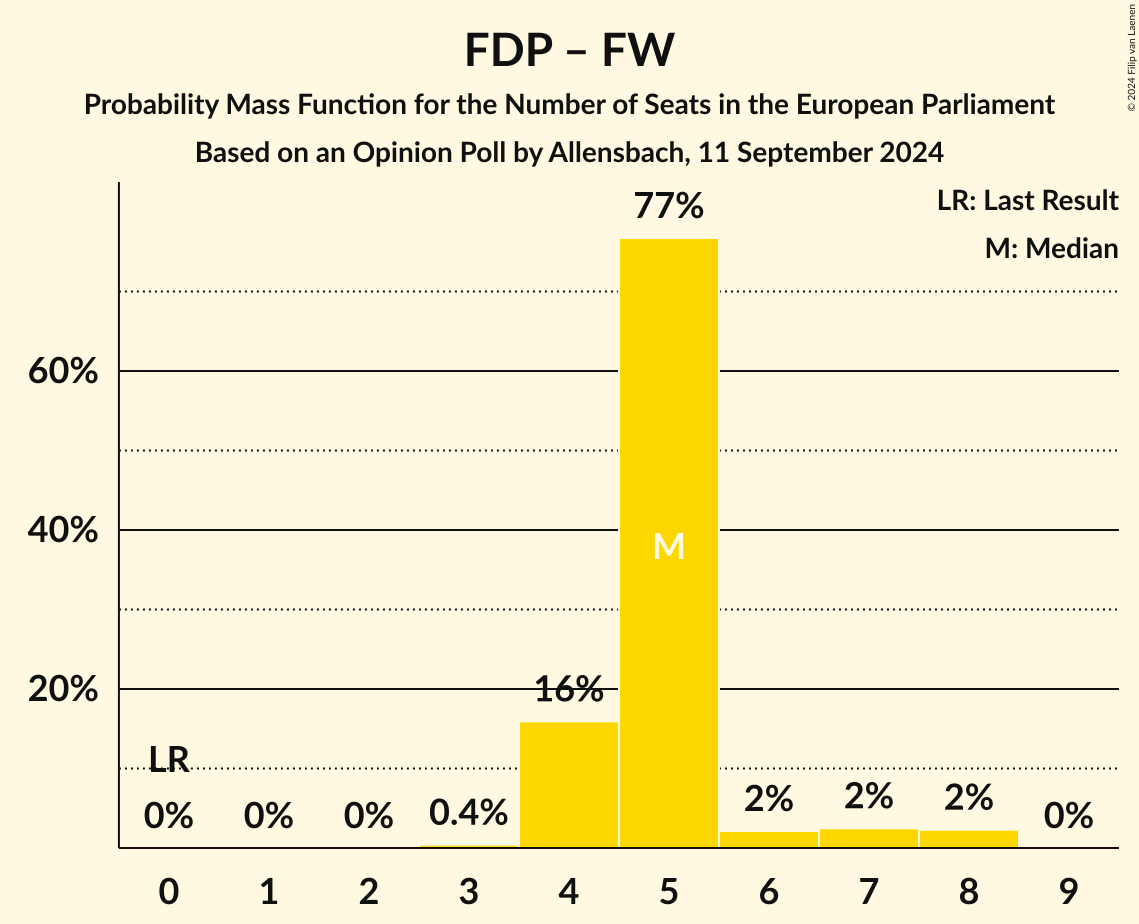 FDP – FW
Probability Mass Function for the Number of Seats in the European Parliament
Based on an Opinion Poll by Allensbach, 11 September 2024
© 2024 Filip van Laenen
LR: Last Result
M: Median
77%
60%
40%
M
20%
16%
LR
0%
0%
0%
0.4%
2%
2%
2%
0%
0 1 2 3 4 5 6 7 8 9